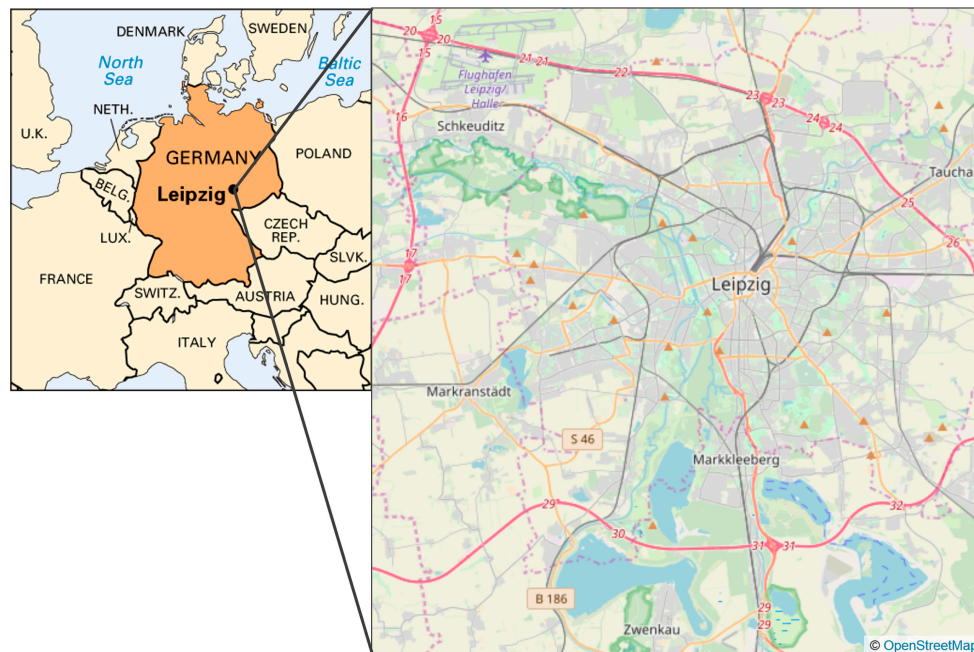 DENMARK
SWEDEN
North
Sea
Baltic
Sea
NETH.
U.K.
GERMANY
POLAND
BELG.
Leipzig
LUX.
CZECH
REP.
SLVK.
FRANCE
SWITZ.
AUSTRIA
HUNG.
ITALY
15
20
20
15
21 21
22
Flughafen
Leipzig/
Halle
23
23
16
24
24
Schkeuditz
Taucha
25
26
17
17
Leipzig
Markranstädt
S 46
Markkleeberg
29
32
30
31
31
B 186
29
29
Zwenkau
© OpenStreetMap